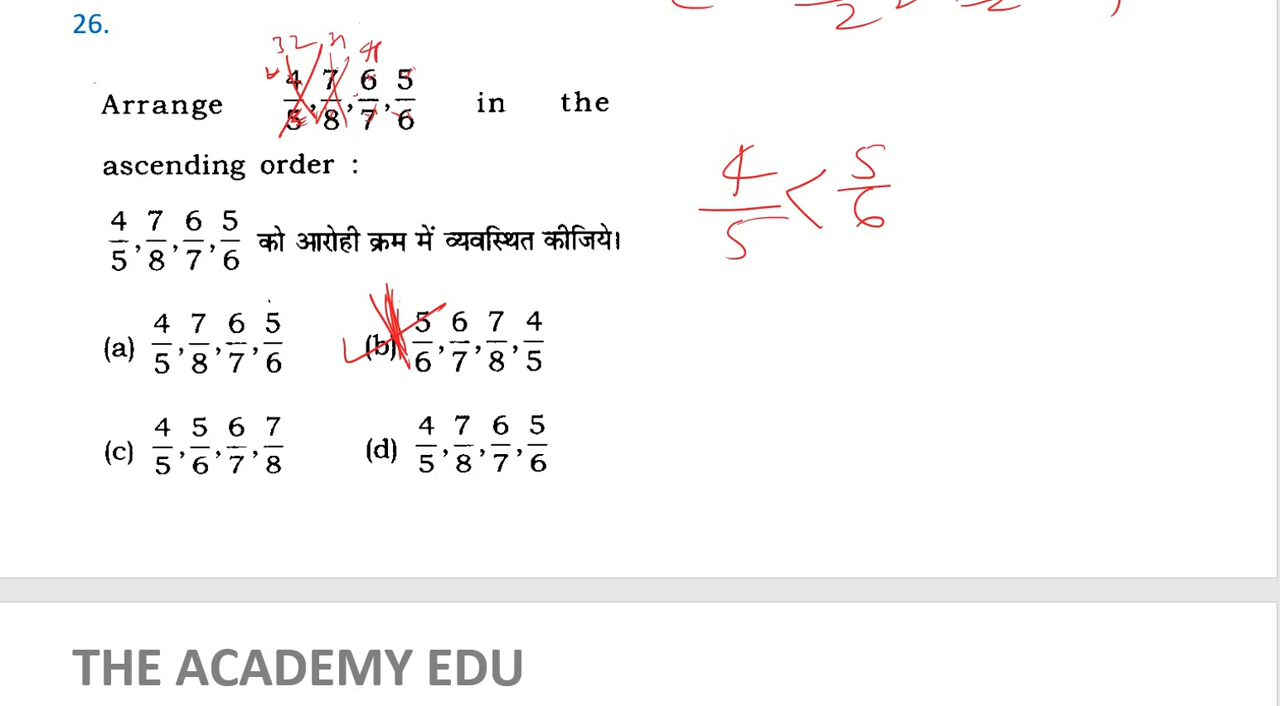 26.
32 31
Arrange 4/5, 7/8, 6/7, 5/6 in the
ascending order :
4/5 < 5/6
4/5, 7/8, 6/7, 5/6 को आरोही क्रम में व्यवस्थित कीजिये।
(a) 4/5, 7/8, 6/7, 5/6 (b) 5/6, 6/7, 7/8, 4/5
(c) 4/5, 5/6, 6/7, 7/8 (d) 4/5, 7/8, 6/7, 5/6
THE ACADEMY EDU